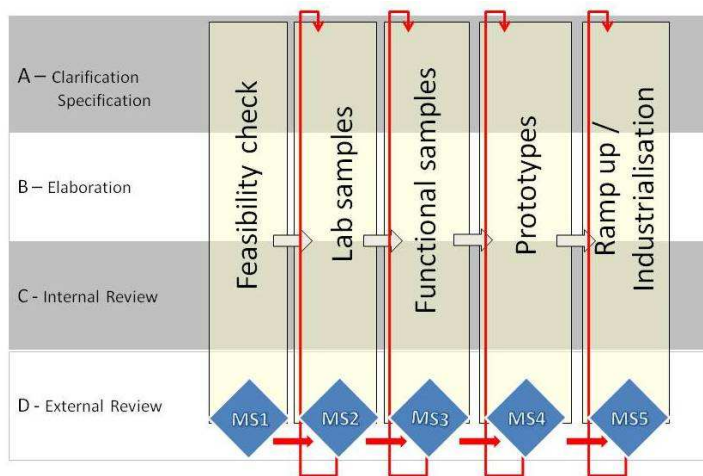 A – Clarification
Specification
B – Elaboration
C - Internal Review
D - External Review
Feasibility check
Lab samples
Functional samples
Prototypes
Ramp up /
Industrialisation
MS1
MS2
MS3
MS4
MS5